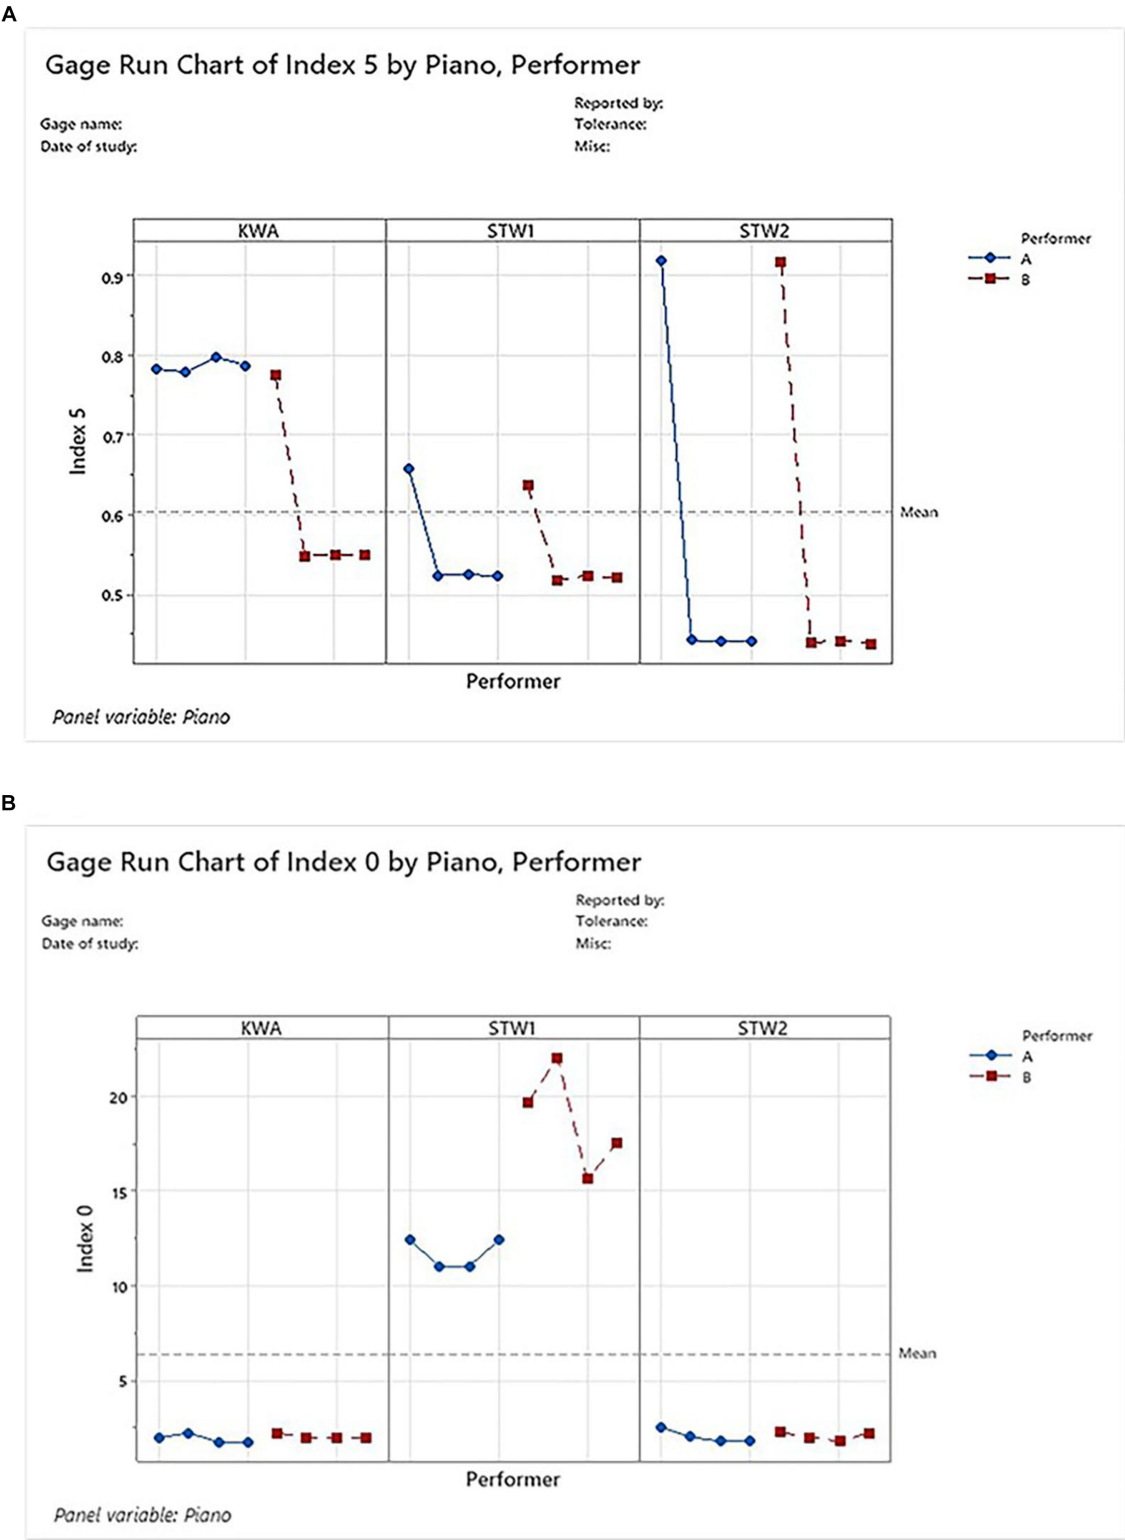 A
Gage Run Chart of Index 5 by Piano, Performer
Reported by:
Gage name:
Tolerance:
Date of study:
Misc:
KWA
STW1
STW2
Performer
A
B
0.9
0.8
0.7
0.6
0.5
Index 5
Mean
Performer
Panel variable: Piano
B
Gage Run Chart of Index 0 by Piano, Performer
Reported by:
Gage name:
Tolerance:
Date of study:
Misc:
KWA
STW1
STW2
Performer
A
B
20
15
10
5
Index 0
Mean
Performer
Panel variable: Piano